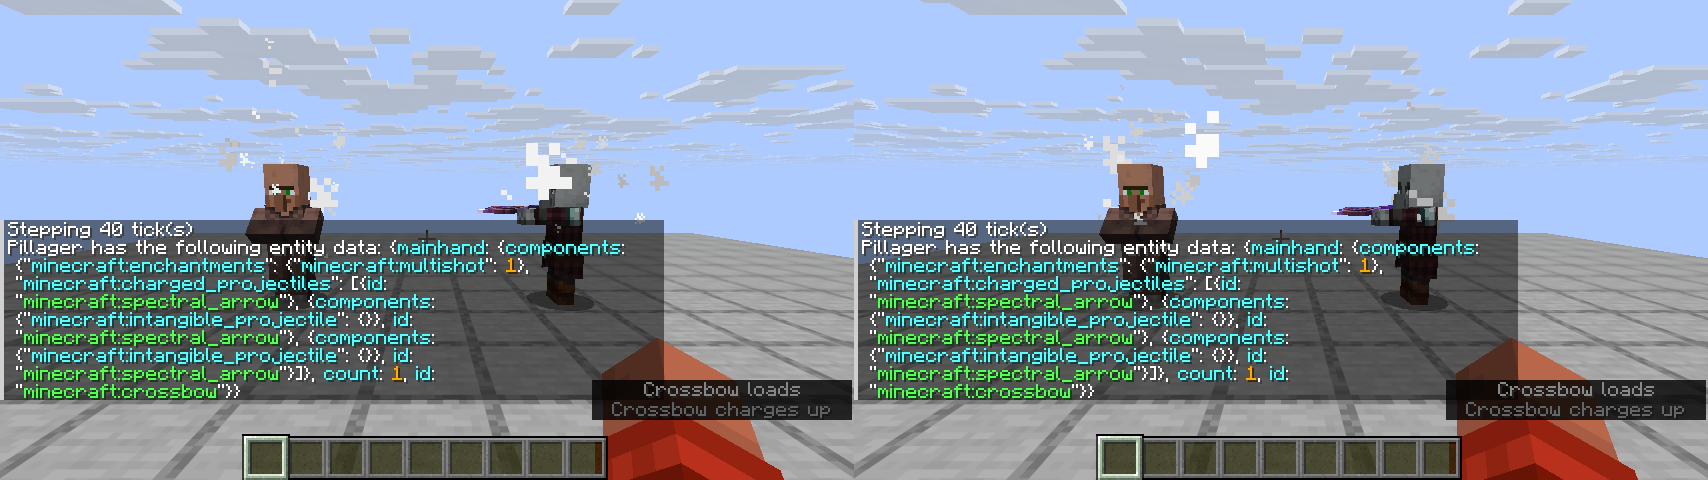 Stepping 40 tick(s)
Pillager has the following entity data: {mainhand: {components:
{"minecraft:enchantments": {"minecraft:multishot": 1},
"minecraft:charged_projectiles": [{id:
"minecraft:spectral_arrow"}, {components:
{"minecraft:intangible_projectile": {}}, id:
"minecraft:spectral_arrow"}, {components:
{"minecraft:intangible_projectile": {}}, id:
"minecraft:spectral_arrow"}]}, count: 1, id:
"minecraft:crossbow"}}
Crossbow loads
Crossbow charges up
Stepping 40 tick(s)
Pillager has the following entity data: {mainhand: {components:
{"minecraft:enchantments": {"minecraft:multishot": 1},
"minecraft:charged_projectiles": [{id:
"minecraft:spectral_arrow"}, {components:
{"minecraft:intangible_projectile": {}}, id:
"minecraft:spectral_arrow"}, {components:
{"minecraft:intangible_projectile": {}}, id:
"minecraft:spectral_arrow"}]}, count: 1, id:
"minecraft:crossbow"}}
Crossbow loads
Crossbow charges up